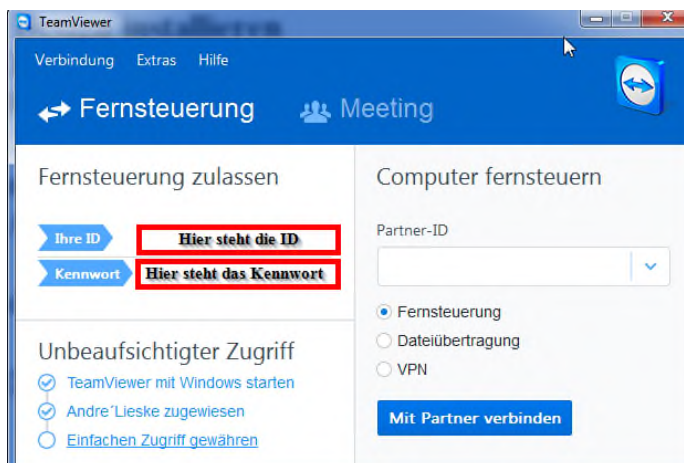 TeamViewer
installieren
Verbindung Extras Hilfe
Fernsteuerung Meeting
Fernsteuerung zulassen
Ihre ID Hier steht die ID
Kennwort Hier steht das Kennwort
Unbeaufsichtigter Zugriff
TeamViewer mit Windows starten
Andre´Lieske zugewiesen
Einfachen Zugriff gewähren
Computer fernsteuern
Partner-ID
Fernsteuerung
Dateiübertragung
VPN
Mit Partner verbinden